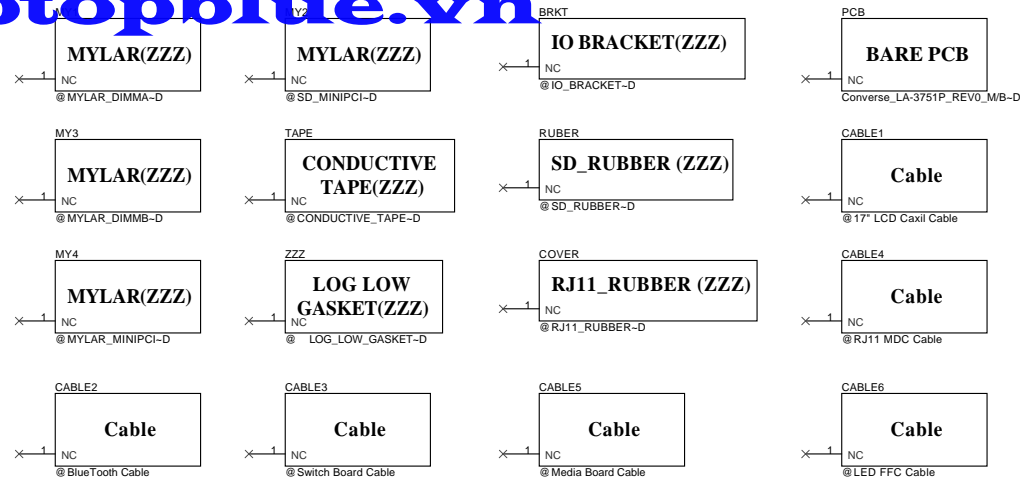 ptopblue.vn
Y2
BRKT
PCB
MYLAR(ZZZ)
MYLAR(ZZZ)
IO BRACKET(ZZZ)
BARE PCB
1 NC
1 NC
1 NC
1 NC
@MYLAR_DIMMA~D
@SD_MINIPCI~D
@IO_BRACKET~D
Converse_LA-3751P_REV0_M/B~D
MY3
TAPE
RUBER
CABLE1
MYLAR(ZZZ)
CONDUCTIVE
TAPE(ZZZ)
SD_RUBBER (ZZZ)
Cable
1 NC
1 NC
1 NC
1 NC
@MYLAR_DIMMB~D
@CONDUCTIVE_TAPE~D
@SD_RUBBER~D
@17" LCD Caxil Cable
MY4
ZZZ
COVER
CABLE4
MYLAR(ZZZ)
LOG LOW
GASKET(ZZZ)
RJ11_RUBBER (ZZZ)
Cable
1 NC
1 NC
1 NC
1 NC
@MYLAR_MINIPCI~D
@ LOG_LOW_GASKET~D
@RJ11_RUBBER~D
@RJ11 MDC Cable
CABLE2
CABLE3
CABLE5
CABLE6
Cable
Cable
Cable
Cable
1 NC
1 NC
1 NC
1 NC
@BlueTooth Cable
@Switch Board Cable
@Media Board Cable
@LED FFC Cable